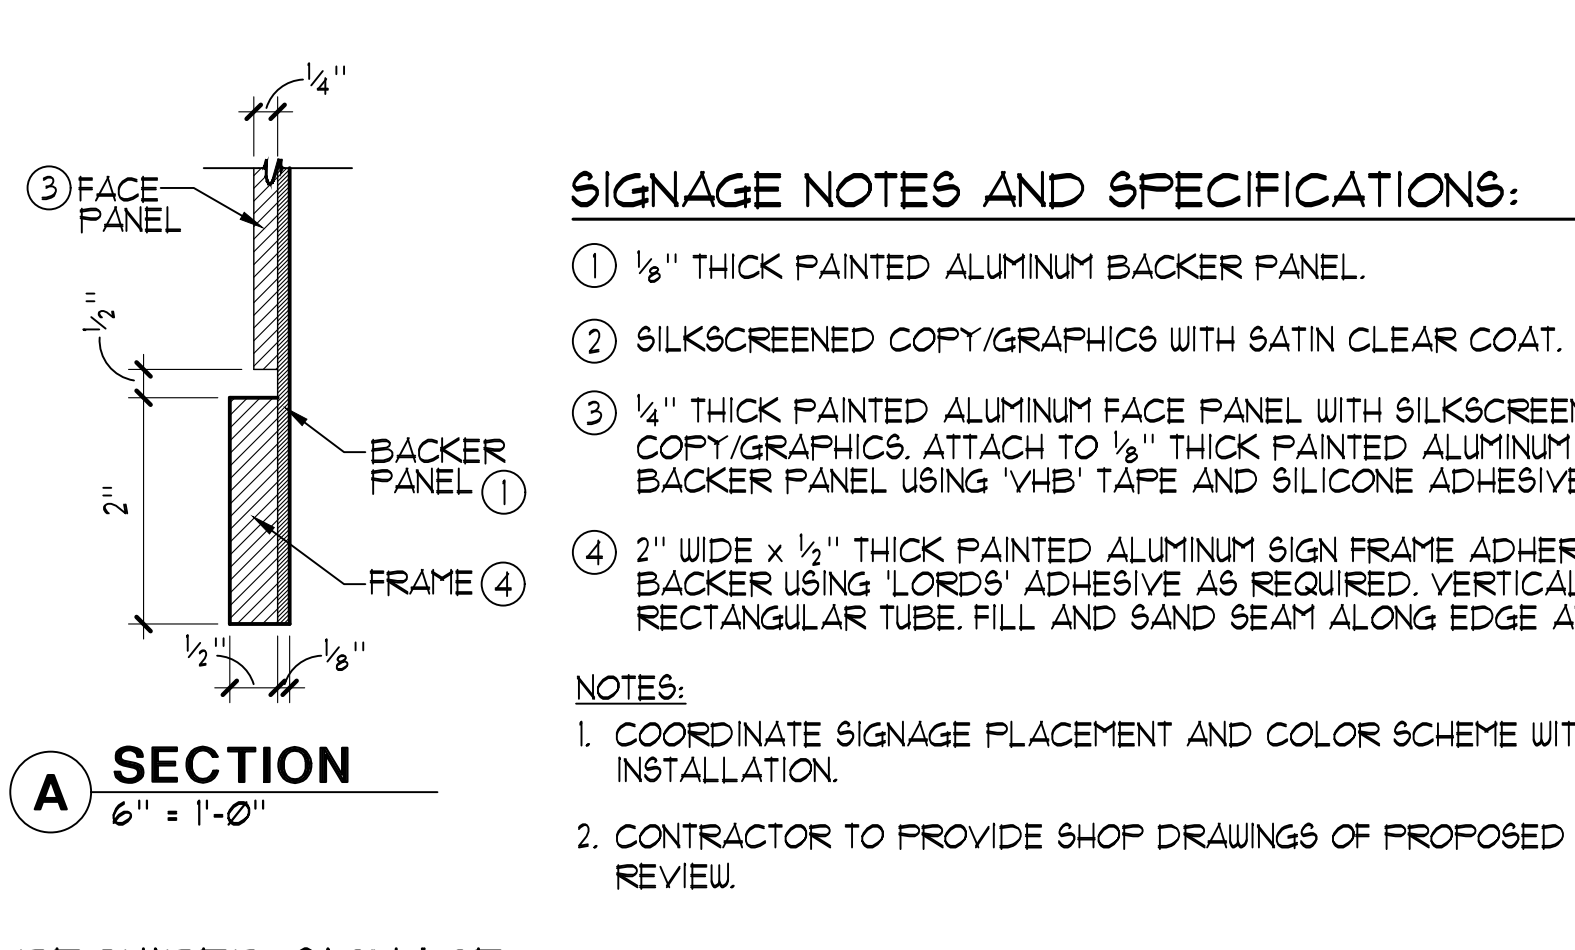 1/4"
3 FACE
PANEL
1/2"
2"
BACKER
PANEL 1
FRAME 4
1/2"
1/8"
A SECTION
6" = 1'-0"
SIGNAGE NOTES AND SPECIFICATIONS:
1 1/8" THICK PAINTED ALUMINUM BACKER PANEL.
2 SILKSCREENED COPY/GRAPHICS WITH SATIN CLEAR COAT.
3 1/4" THICK PAINTED ALUMINUM FACE PANEL WITH SILKSCREEN
COPY/GRAPHICS. ATTACH TO 1/8" THICK PAINTED ALUMINUM
BACKER PANEL USING 'VHB' TAPE AND SILICONE ADHESIVE
4 2" WIDE x 1/2" THICK PAINTED ALUMINUM SIGN FRAME ADHER
BACKER USING 'LORDS' ADHESIVE AS REQUIRED. VERTICAL
RECTANGULAR TUBE. FILL AND SAND SEAM ALONG EDGE A
NOTES:
1. COORDINATE SIGNAGE PLACEMENT AND COLOR SCHEME WIT
INSTALLATION.
2. CONTRACTOR TO PROVIDE SHOP DRAWINGS OF PROPOSED
REVIEW.